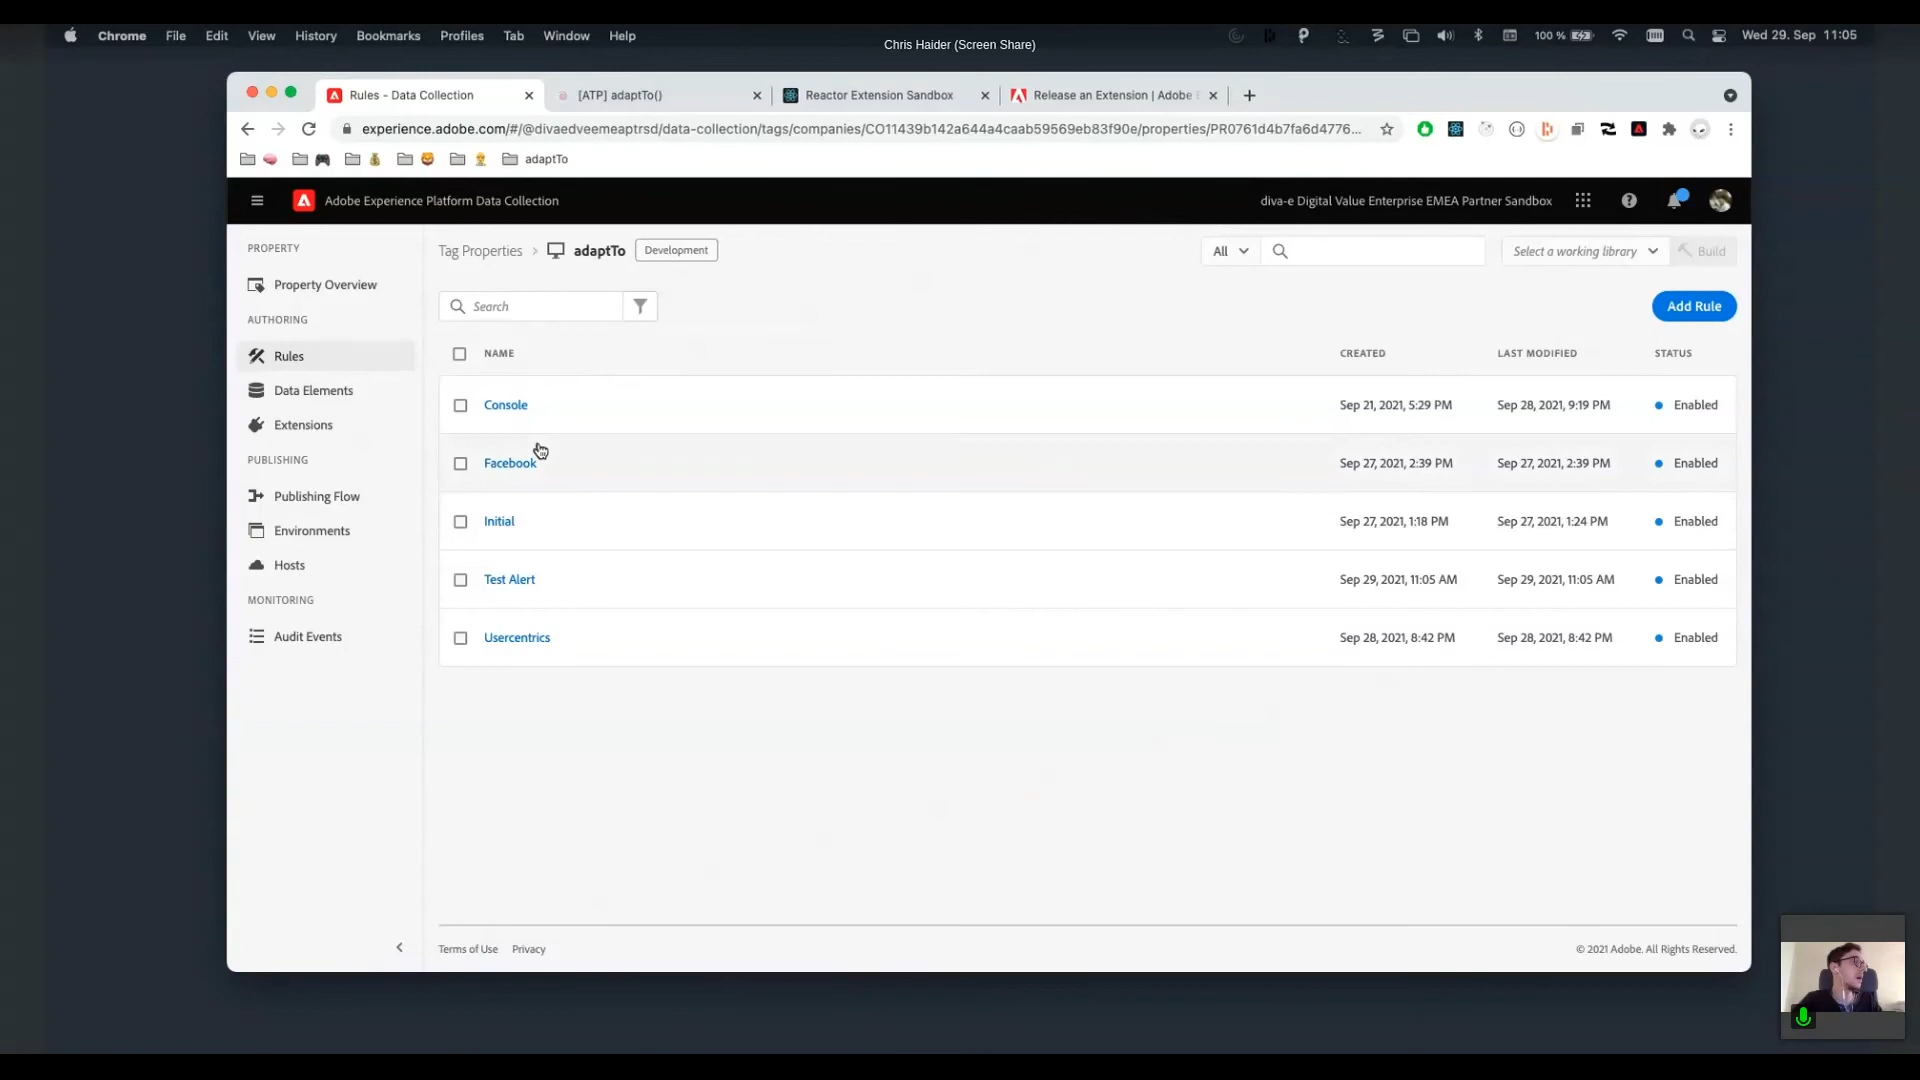 Chrome File Edit View History Bookmarks Profiles Tab Window Help
100 % Wed 29. Sep 11:05
Chris Haider (Screen Share)
Rules - Data Collection
[ATP] adaptTo()
Reactor Extension Sandbox
Release an Extension | Adobe E
experience.adobe.com/#/@divaedveemeaptrsd/data-collection/tags/companies/CO11439b142a644a4caab59569eb83f90e/properties/PR0761d4b7fa6d4776...
adaptTo
Adobe Experience Platform Data Collection
diva-e Digital Value Enterprise EMEA Partner Sandbox
PROPERTY
Property Overview
AUTHORING
Rules
Data Elements
Extensions
PUBLISHING
Publishing Flow
Environments
Hosts
MONITORING
Audit Events
Tag Properties > adaptTo Development
All
Select a working library
Build
Search
Add Rule
NAME CREATED LAST MODIFIED STATUS
Console Sep 21, 2021, 5:29 PM Sep 28, 2021, 9:19 PM Enabled
Facebook Sep 27, 2021, 2:39 PM Sep 27, 2021, 2:39 PM Enabled
Initial Sep 27, 2021, 1:18 PM Sep 27, 2021, 1:24 PM Enabled
Test Alert Sep 29, 2021, 11:05 AM Sep 29, 2021, 11:05 AM Enabled
Usercentrics Sep 28, 2021, 8:42 PM Sep 28, 2021, 8:42 PM Enabled
Terms of Use Privacy
© 2021 Adobe. All Rights Reserved.